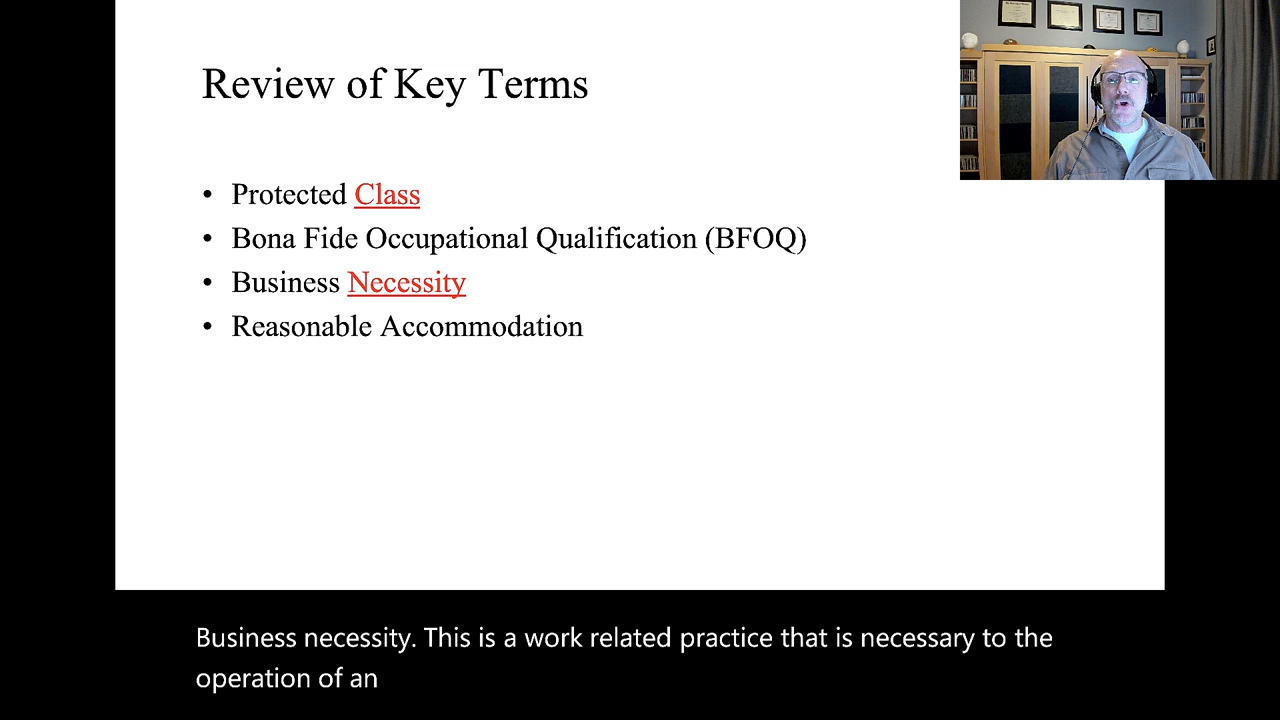 Review of Key Terms
• Protected Class
• Bona Fide Occupational Qualification (BFOQ)
• Business Necessity
• Reasonable Accommodation
Business necessity. This is a work related practice that is necessary to the
operation of an